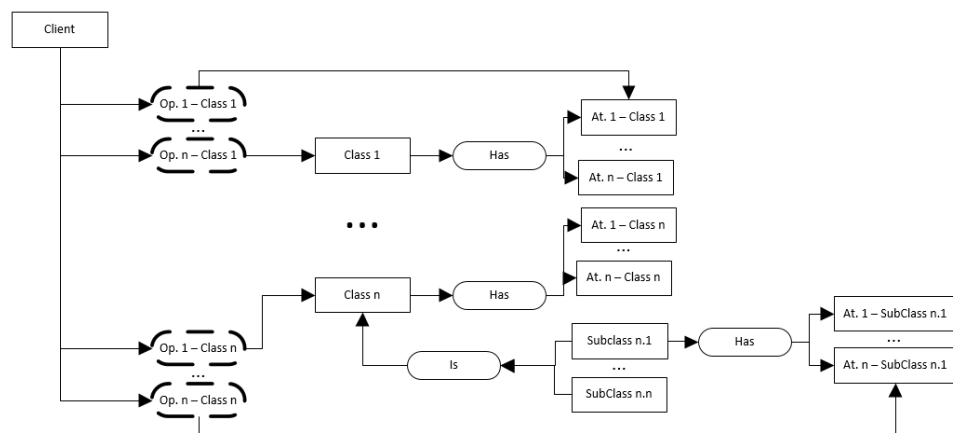 Client
Op. 1 – Class 1
...
Op. n – Class 1
Class 1
Has
At. 1 – Class 1
...
At. n – Class 1
...
At. 1 – Class n
...
At. n – Class n
Class n
Has
Op. 1 – Class n
...
Op. n – Class n
Is
Subclass n.1
...
SubClass n.n
Has
At. 1 – SubClass n.1
...
At. n – SubClass n.1